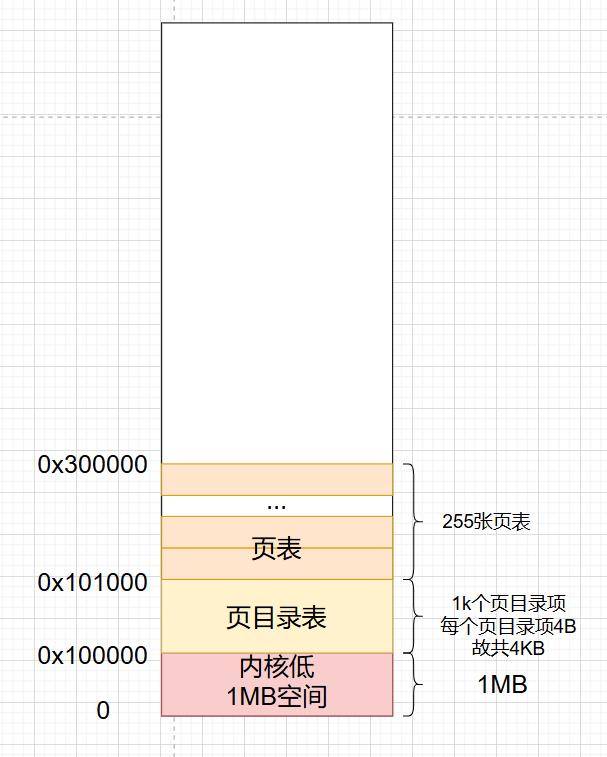 0x300000
...
255张页表
页表
0x101000
1k个页目录项
每个页目录项4B
故共4KB
页目录表
0x100000
内核低
1MB空间
1MB
0